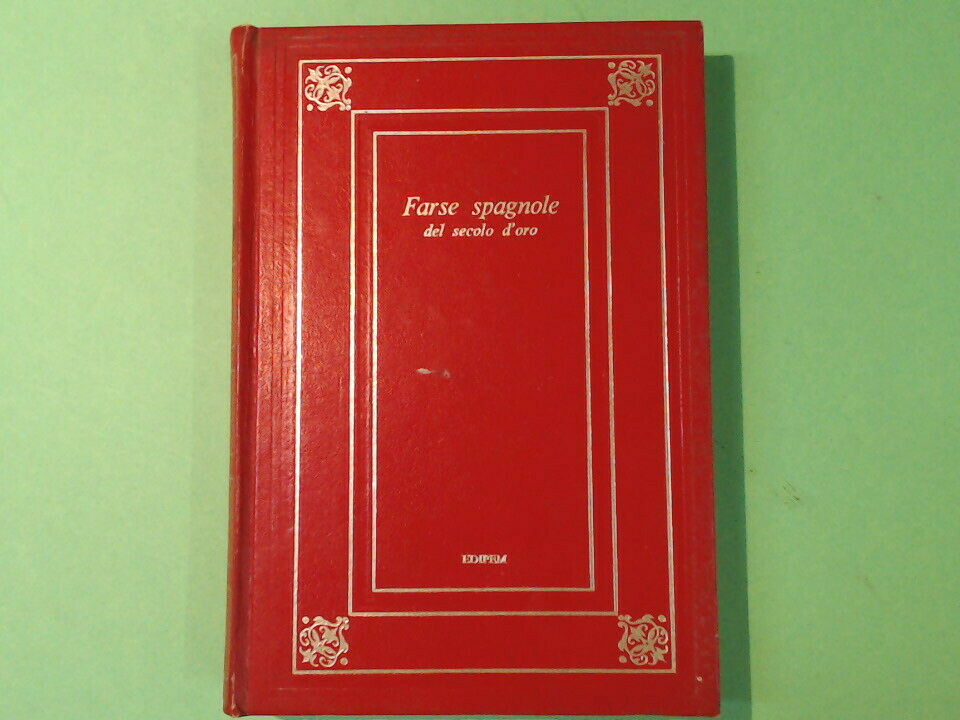 Farse spagnole
del secolo d'oro
EDIPEM